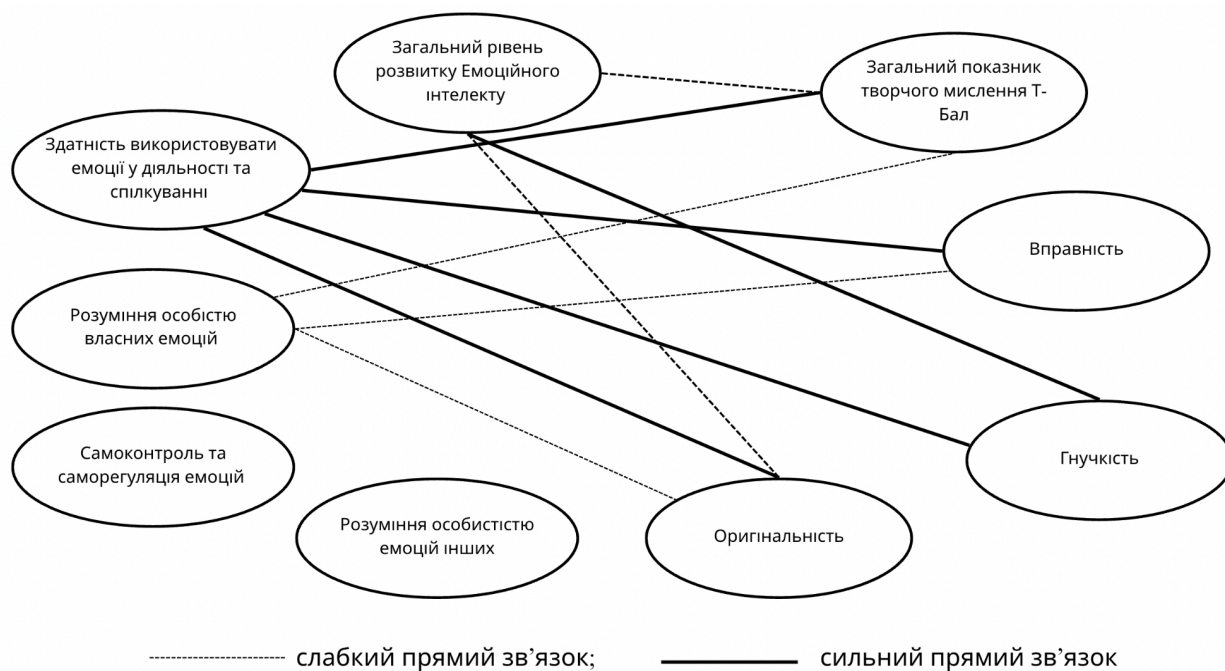 Загальний рівень
розвіитку Емоційного
інтелекту
Загальний показник
творчого мислення Т-
Бал
Здатність використовувати
емоції у діяльності та
спілкуванні
Вправність
Розуміння особістю
власних емоцій
Самоконтроль та
саморегуляція емоцій
Гнучкість
Розуміння особистістю
емоцій інших
Оригінальність
слабкий прямий зв’язок;
сильний прямий зв’язок